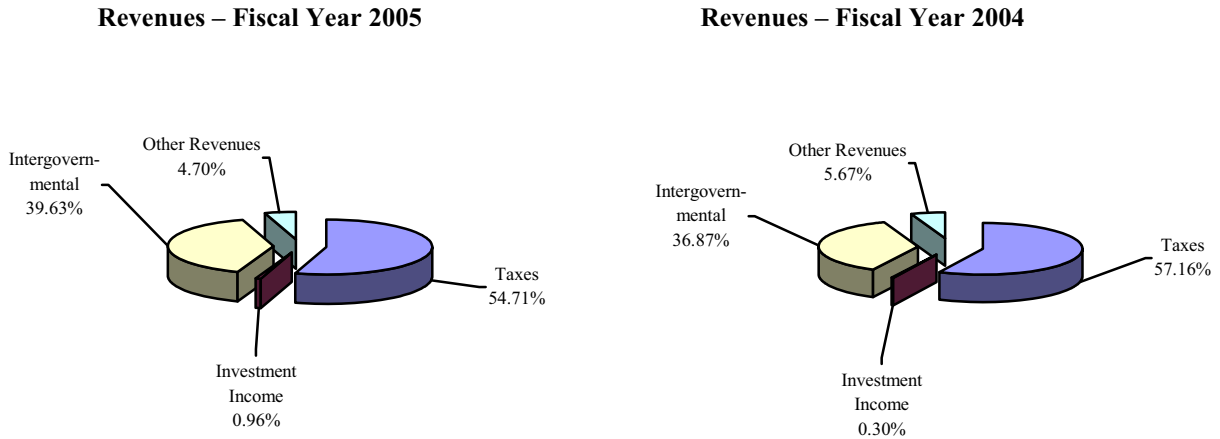 Revenues – Fiscal Year 2005
Other Revenues
4.70%
Intergovern-
mental
39.63%
Taxes
54.71%
Investment
Income
0.96%
Revenues – Fiscal Year 2004
Other Revenues
5.67%
Intergovern-
mental
36.87%
Taxes
57.16%
Investment
Income
0.30%